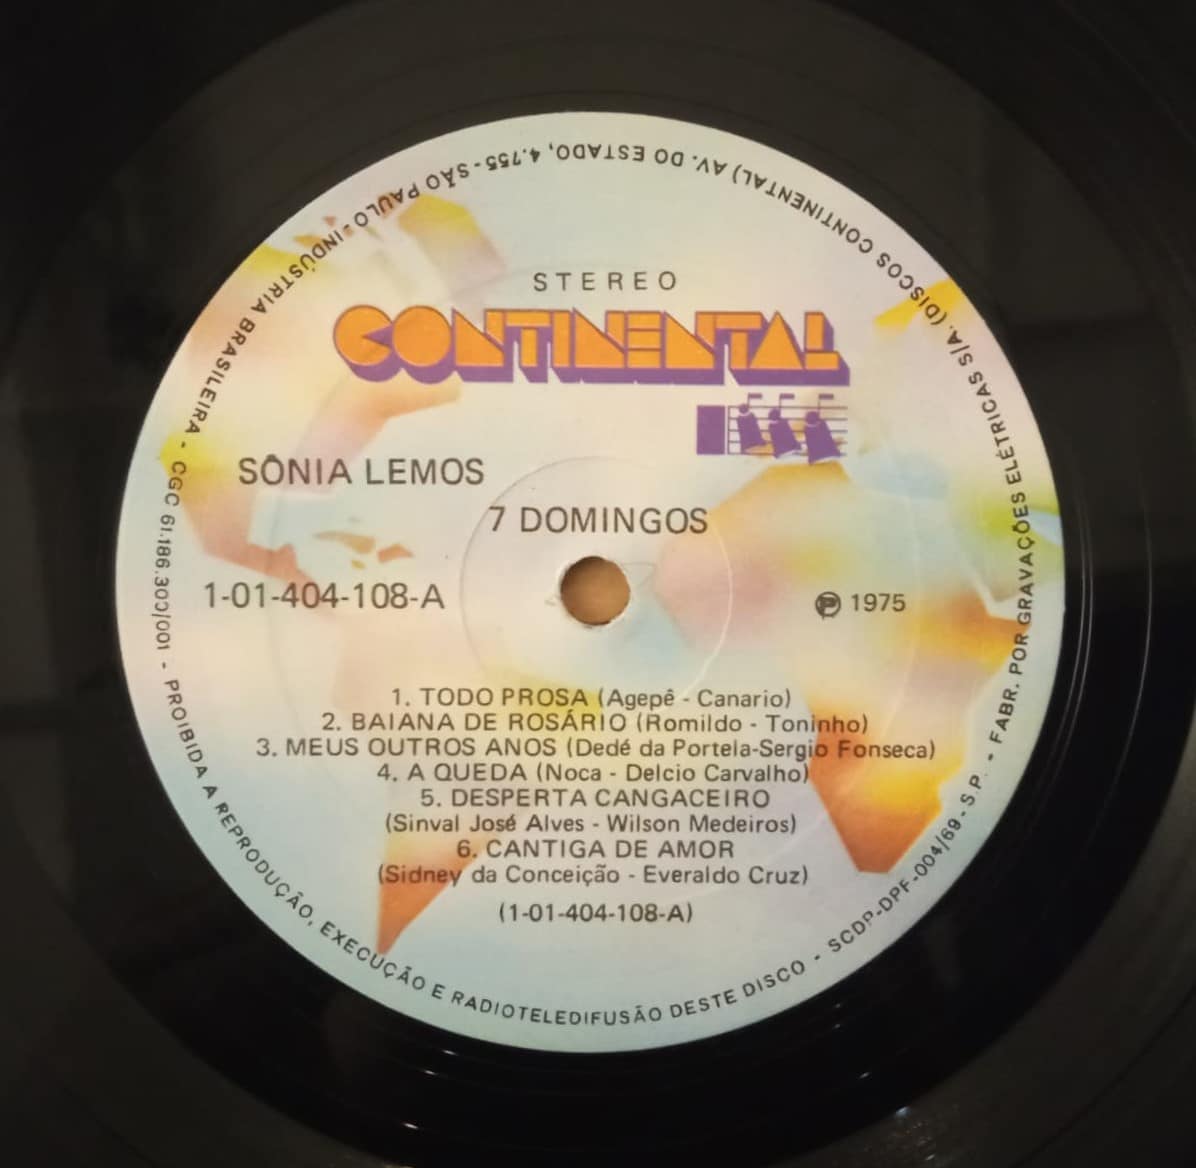 STEREO
CONTINENTAL
SÔNIA LEMOS
7 DOMINGOS
1-01-404-108-A
Ⓟ 1975
1. TODO PROSA (Agepê - Canario)
2. BAIANA DE ROSÁRIO (Romildo - Toninho)
3. MEUS OUTROS ANOS (Dedé da Portela-Sergio Fonseca)
4. A QUEDA (Noca - Delcio Carvalho)
5. DESPERTA CANGACEIRO
(Sinval José Alves - Wilson Medeiros)
6. CANTIGA DE AMOR
(Sidney da Conceição - Everaldo Cruz)
(1-01-404-108-A)
FABR. POR GRAVAÇÕES ELÉTRICAS S/A. (DISCOS CONTINENTAL) AV. DO ESTADO, 4.755 - SÃO PAULO - INDÚSTRIA BRASILEIRA - CGC 61.186.300/001 - PROIBIDA A REPRODUÇÃO, EXECUÇÃO E RADIOTELEDIFUSÃO DESTE DISCO - SCDP-DPF-004/69 - S.P. -